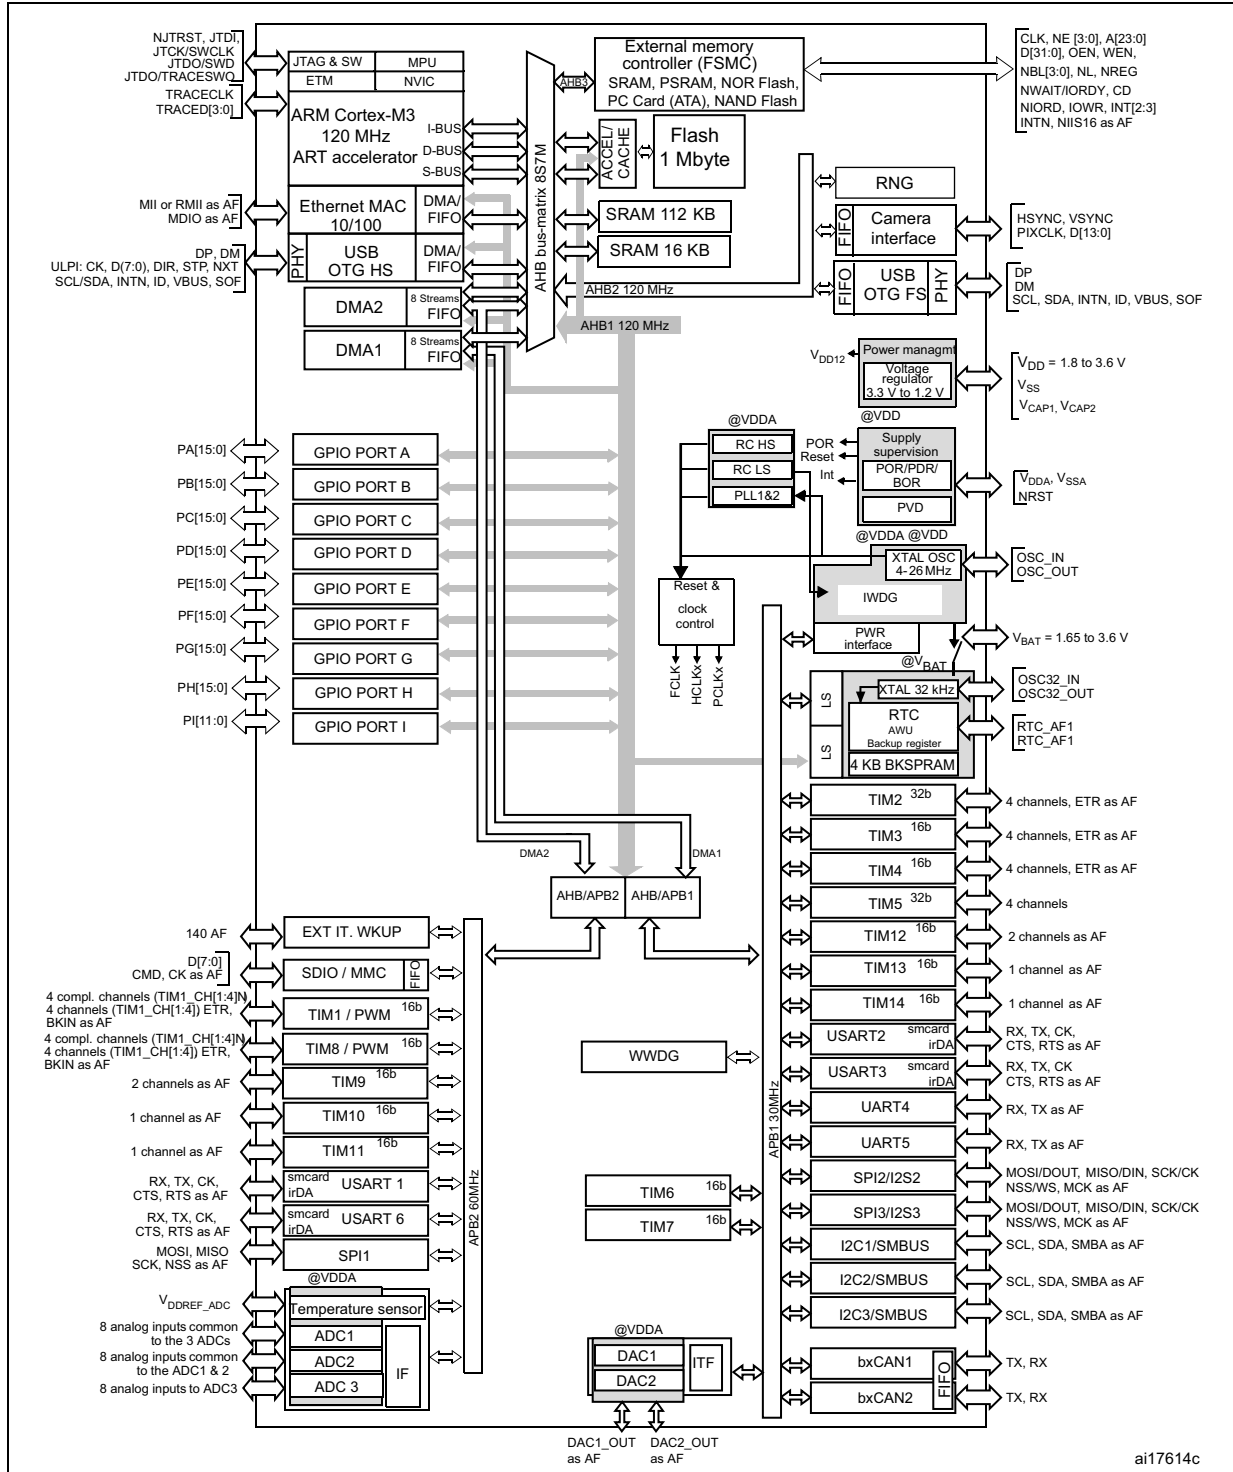 NJTRST, JTDI,
JTCK/SWCLK
JTDO/SWD
JTDO/TRACESWO
TRACECLK
TRACED[3:0]
MII or RMII as AF
MDIO as AF
DP, DM
ULPI: CK, D(7:0), DIR, STP, NXT
SCL/SDA, INTN, ID, VBUS, SOF
JTAG & SW
MPU
ETM
NVIC
ARM Cortex-M3
120 MHz
ART accelerator
I-BUS
D-BUS
S-BUS
Ethernet MAC
10/100
DMA/
FIFO
PHY
USB
OTG HS
DMA/
FIFO
DMA2
8 Streams
FIFO
DMA1
8 Streams
FIFO
AHB bus-matrix 8S7M
External memory
controller (FSMC)
SRAM, PSRAM, NOR Flash,
PC Card (ATA), NAND Flash
AHB3
ACCEL/
CACHE
Flash
1 Mbyte
SRAM 112 KB
SRAM 16 KB
AHB2 120 MHz
AHB1 120 MHz
CLK, NE [3:0], A[23:0]
D[31:0], OEN, WEN,
NBL[3:0], NL, NREG
NWAIT/IORDY, CD
NIORD, IOWR, INT[2:3]
INTN, NIIS16 as AF
RNG
FIFO
Camera
interface
HSYNC, VSYNC
PIXCLK, D[13:0]
FIFO
USB
OTG FS
PHY
DP
DM
SCL, SDA, INTN, ID, VBUS, SOF
VDD12
Power managmt
Voltage
regulator
3.3 V to 1.2 V
VDD = 1.8 to 3.6 V
VSS
VCAP1, VCAP2
@VDD
@VDDA
RC HS
RC LS
PLL1&2
POR
Reset
Int
Supply
supervision
POR/PDR/
BOR
PVD
VDDA, VSSA
NRST
@VDDA @VDD
XTAL OSC
4- 26 MHz
OSC_IN
OSC_OUT
IWDG
Reset &
clock
control
FCLK
HCLKx
PCLKx
PWR
interface
VBAT = 1.65 to 3.6 V
@VBAT
LS
LS
XTAL 32 kHz
OSC32_IN
OSC32_OUT
RTC
AWU
Backup register
RTC_AF1
RTC_AF1
4 KB BKSPRAM
PA[15:0]
GPIO PORT A
PB[15:0]
GPIO PORT B
PC[15:0]
GPIO PORT C
PD[15:0]
GPIO PORT D
PE[15:0]
GPIO PORT E
PF[15:0]
GPIO PORT F
PG[15:0]
GPIO PORT G
PH[15:0]
GPIO PORT H
PI[11:0]
GPIO PORT I
DMA2
DMA1
AHB/APB2
AHB/APB1
140 AF
EXT IT. WKUP
D[7:0]
CMD, CK as AF
SDIO / MMC
FIFO
4 compl. channels (TIM1_CH[1:4]N
4 channels (TIM1_CH[1:4]) ETR,
BKIN as AF
TIM1 / PWM 16b
4 compl. channels (TIM1_CH[1:4]N
4 channels (TIM1_CH[1:4]) ETR,
BKIN as AF
TIM8 / PWM 16b
2 channels as AF
TIM9 16b
1 channel as AF
TIM10 16b
1 channel as AF
TIM11 16b
RX, TX, CK,
CTS, RTS as AF
smcard
irDA
USART 1
RX, TX, CK,
CTS, RTS as AF
smcard
irDA
USART 6
MOSI, MISO
SCK, NSS as AF
SPI1
@VDDA
VDDREF_ADC
Temperature sensor
8 analog inputs common
to the 3 ADCs
ADC1
8 analog inputs common
to the ADC1 & 2
ADC2
8 analog inputs to ADC3
ADC 3
IF
APB2 60MHz
WWDG
TIM6 16b
TIM7 16b
@VDDA
DAC1
DAC2
ITF
DAC1_OUT
as AF
DAC2_OUT
as AF
APB1 30MHz
TIM2 32b
4 channels, ETR as AF
TIM3 16b
4 channels, ETR as AF
TIM4 16b
4 channels, ETR as AF
TIM5 32b
4 channels
TIM12 16b
2 channels as AF
TIM13 16b
1 channel as AF
TIM14 16b
1 channel as AF
USART2
smcard
irDA
RX, TX, CK,
CTS, RTS as AF
USART3
smcard
irDA
RX, TX, CK
CTS, RTS as AF
UART4
RX, TX as AF
UART5
RX, TX as AF
SPI2/I2S2
MOSI/DOUT, MISO/DIN, SCK/CK
NSS/WS, MCK as AF
SPI3/I2S3
MOSI/DOUT, MISO/DIN, SCK/CK
NSS/WS, MCK as AF
I2C1/SMBUS
SCL, SDA, SMBA as AF
I2C2/SMBUS
SCL, SDA, SMBA as AF
I2C3/SMBUS
SCL, SDA, SMBA as AF
bxCAN1
TX, RX
FIFO
bxCAN2
TX, RX
ai17614c